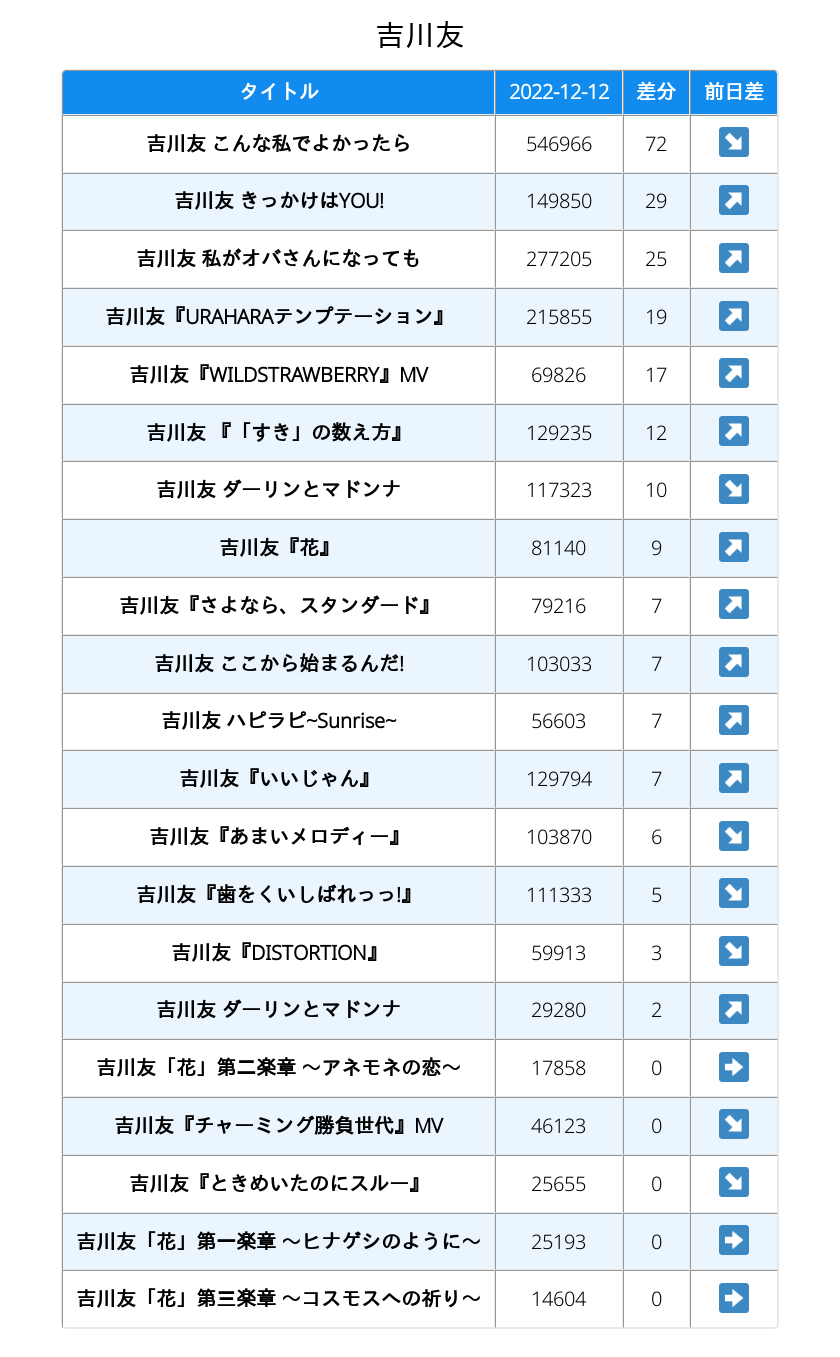 吉川友
タイトル 2022-12-12 差分 前日差
吉川友 こんな私でよかったら 546966 72 ↘
吉川友 きっかけはYOU! 149850 29 ↗
吉川友 私がオバさんになっても 277205 25 ↗
吉川友『URAHARAテンプテーション』 215855 19 ↗
吉川友『WILDSTRAWBERRY』MV 69826 17 ↗
吉川友 『「すき」の数え方』 129235 12 ↗
吉川友 ダーリンとマドンナ 117323 10 ↘
吉川友『花』 81140 9 ↗
吉川友『さよなら、スタンダード』 79216 7 ↗
吉川友 ここから始まるんだ! 103033 7 ↗
吉川友 ハピラピ~Sunrise~ 56603 7 ↗
吉川友『いいじゃん』 129794 7 ↗
吉川友『あまいメロディー』 103870 6 ↘
吉川友『歯をくいしばれっっ!』 111333 5 ↘
吉川友『DISTORTION』 59913 3 ↘
吉川友 ダーリンとマドンナ 29280 2 ↗
吉川友「花」第二楽章 ～アネモネの恋～ 17858 0 →
吉川友『チャーミング勝負世代』MV 46123 0 ↘
吉川友『ときめいたのにスルー』 25655 0 ↘
吉川友「花」第一楽章 ～ヒナゲシのように～ 25193 0 →
吉川友「花」第三楽章 ～コスモスへの祈り～ 14604 0 →